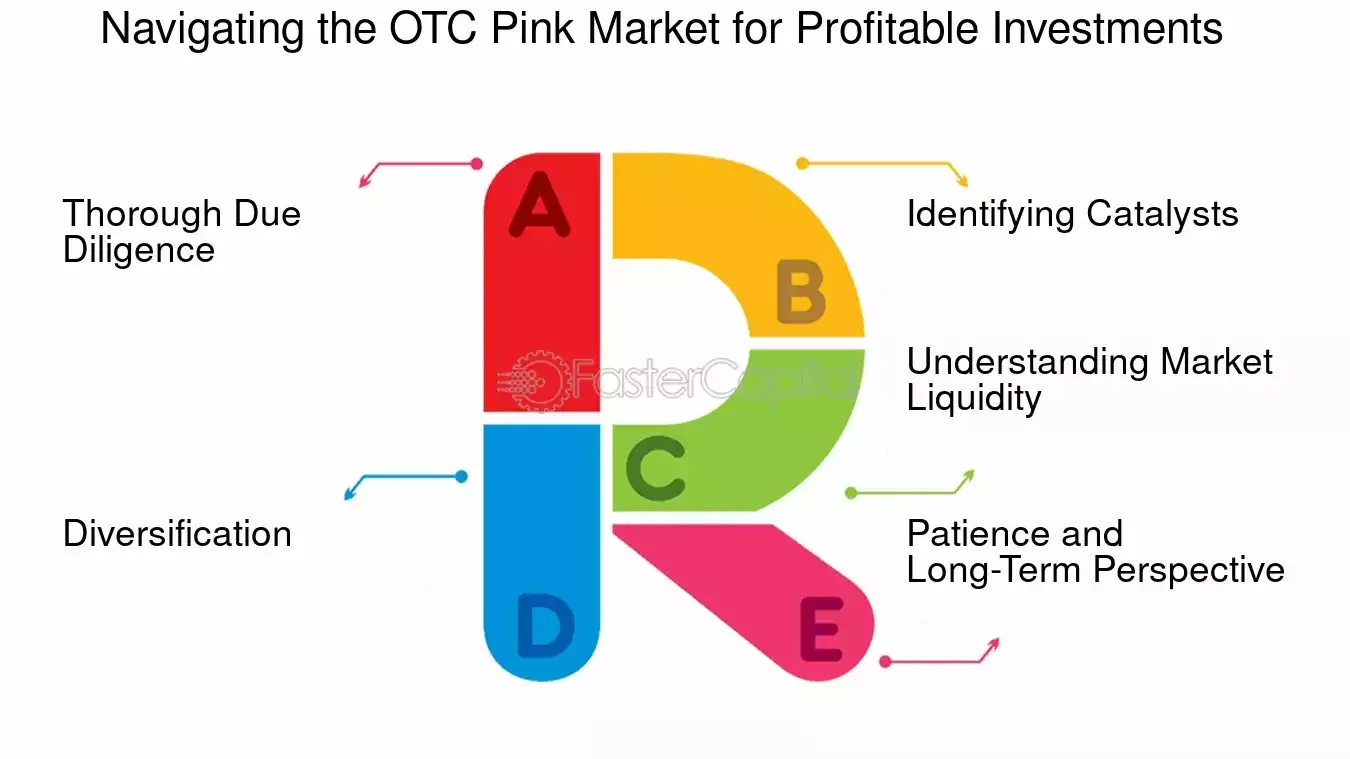 Navigating the OTC Pink Market for Profitable Investments
A
Thorough Due
Diligence
B
Identifying Catalysts
FasterCapital
C
Understanding Market
Liquidity
D
Diversification
E
Patience and
Long-Term Perspective